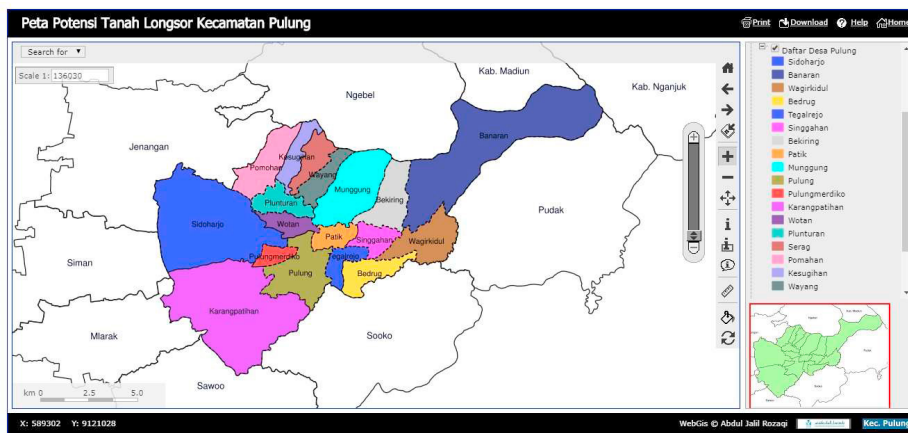 Peta Potensi Tanah Longsor Kecamatan Pulung
Print Download Help Home
Search for
Scale 1: 136030
Kab. Madiun
Kab. Nganjuk
Ngebel
Banaran
Jenangan
Kesugihan
Pomohan
Wayang
Munggung
Bekiring
Plunturan
Pudak
Sidoharjo
Wotan
Patik
Singgahan
Wagirkidul
Siman
Pulungmerdiko
Tegalrejo
Pulung
Bedrug
Karangpatihan
Mlarak
Sooko
Sawoo
km 0 2.5 5.0
Daftar Desa Pulung
Sidoharjo
Banaran
Wagirkidul
Bedrug
Tegalrejo
Singgahan
Bekiring
Patik
Munggung
Pulung
Pulungmerdiko
Karangpatihan
Wotan
Plunturan
Serag
Pomahan
Kesugihan
Wayang
X: 589302 Y: 9121028
WebGis © Abdul Jalil Rozaqi
Kec. Pulung